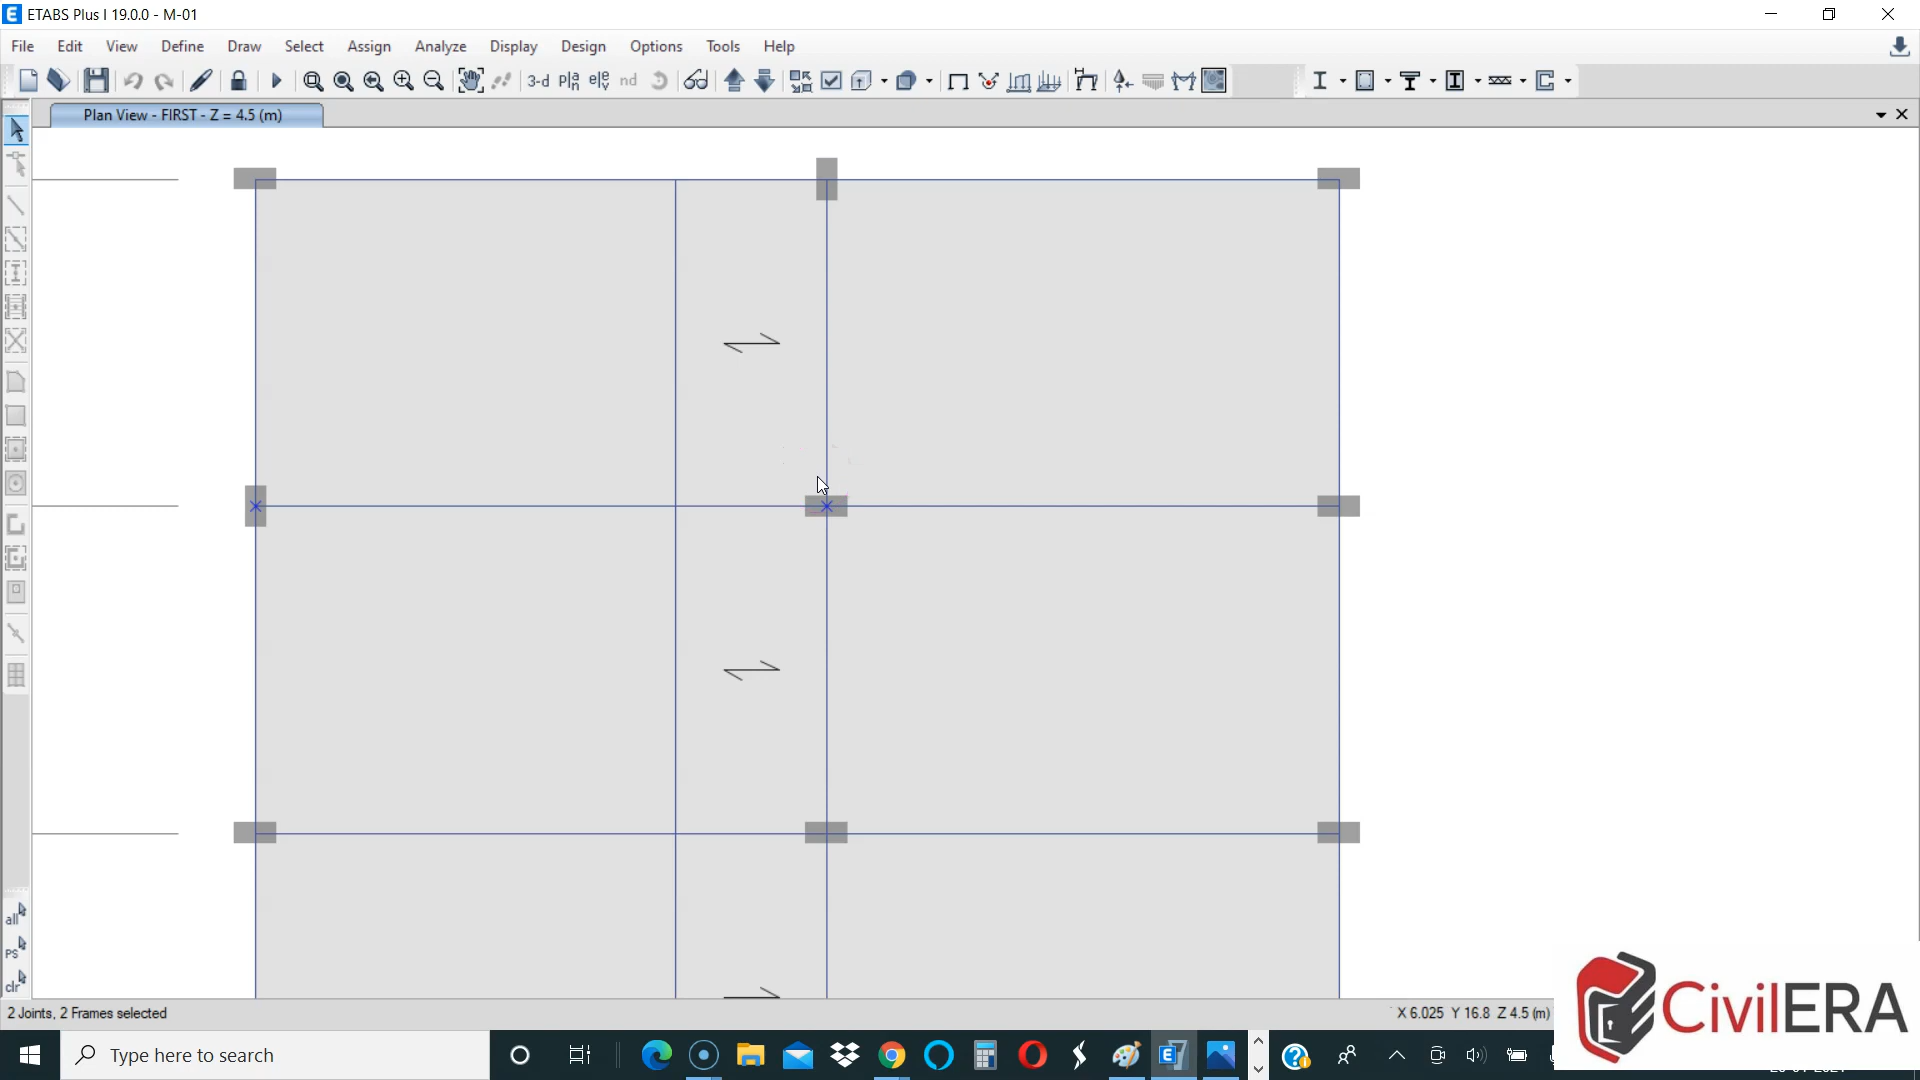 ETABS Plus I 19.0.0 - M-01
File Edit View Define Draw Select Assign Analyze Display Design Options Tools Help
3-d nd
Plan View - FIRST - Z = 4.5 (m)
all
PS
clr
2 Joints, 2 Frames selected
X 6.025 Y 16.8 Z 4.5 (m)
CivilERA
Type here to search